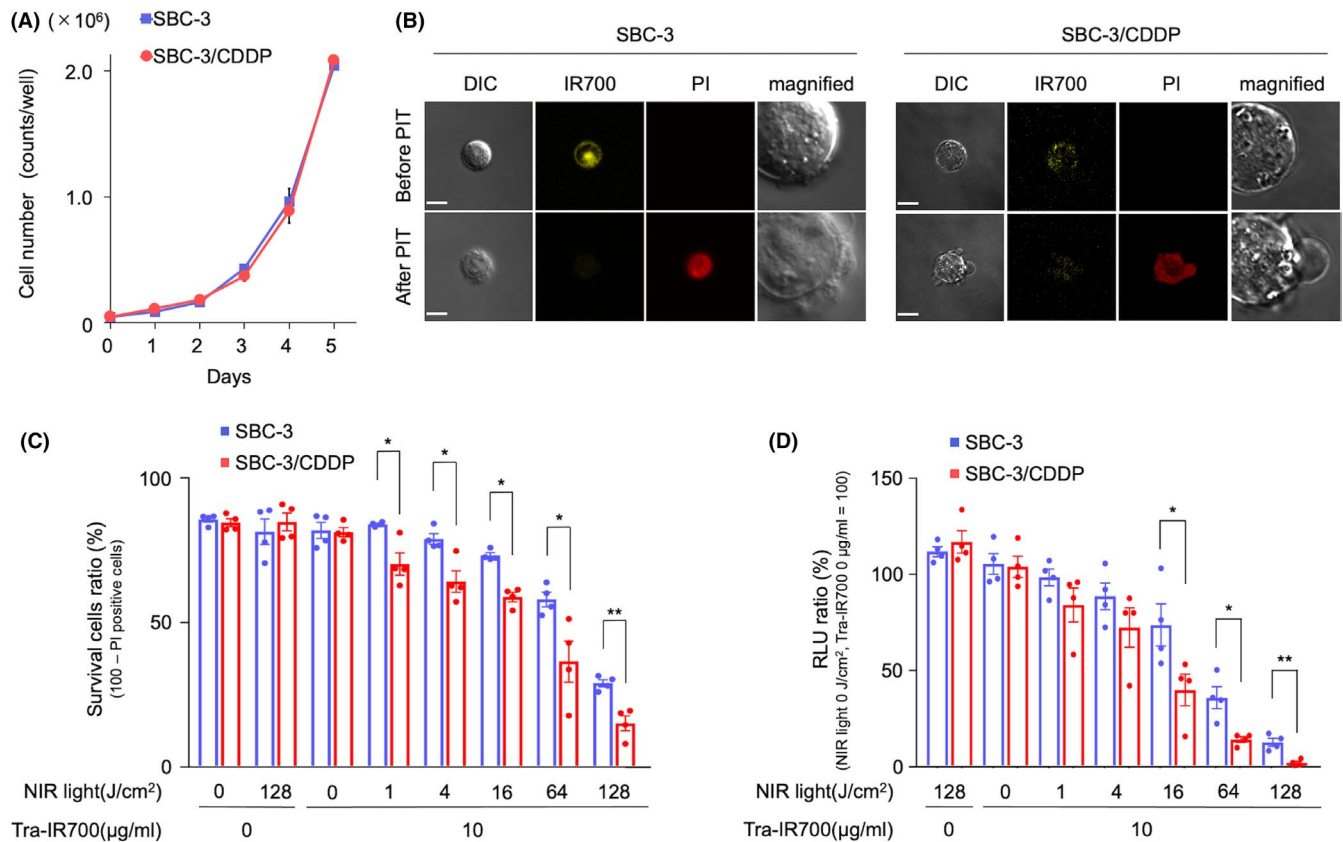 (A) (×10⁶)
SBC-3
SBC-3/CDDP
2.0
1.0
0
0 1 2 3 4 5
Days
Cell number (counts/well)
(B)
SBC-3
SBC-3/CDDP
DIC IR700 PI magnified
DIC IR700 PI magnified
Before PIT
After PIT
(C)
SBC-3
SBC-3/CDDP
100
50
0
Survival cells ratio (%)
(100 – PI positive cells)
* * * * **
NIR light(J/cm²) 0 128 0 1 4 16 64 128
Tra-IR700(µg/ml) 0 10
(D)
SBC-3
SBC-3/CDDP
150
100
50
0
RLU ratio (%)
(NIR light 0 J/cm², Tra-IR700 0 µg/ml = 100)
* * **
NIR light(J/cm²) 128 0 1 4 16 64 128
Tra-IR700(µg/ml) 0 10